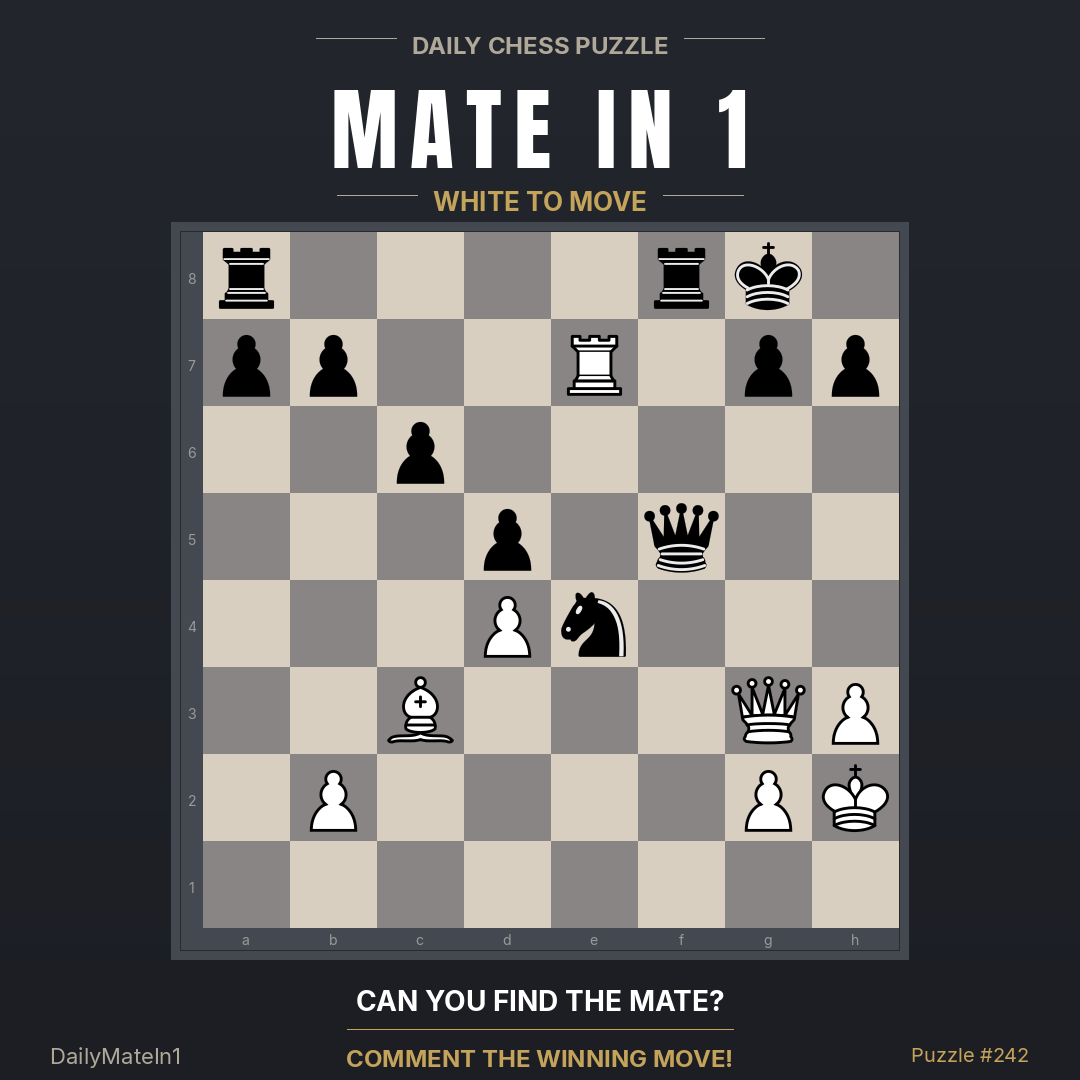 DAILY CHESS PUZZLE
MATE IN 1
WHITE TO MOVE
8
7
6
5
4
3
2
1
a b c d e f g h
CAN YOU FIND THE MATE?
DailyMateIn1 COMMENT THE WINNING MOVE! Puzzle #242